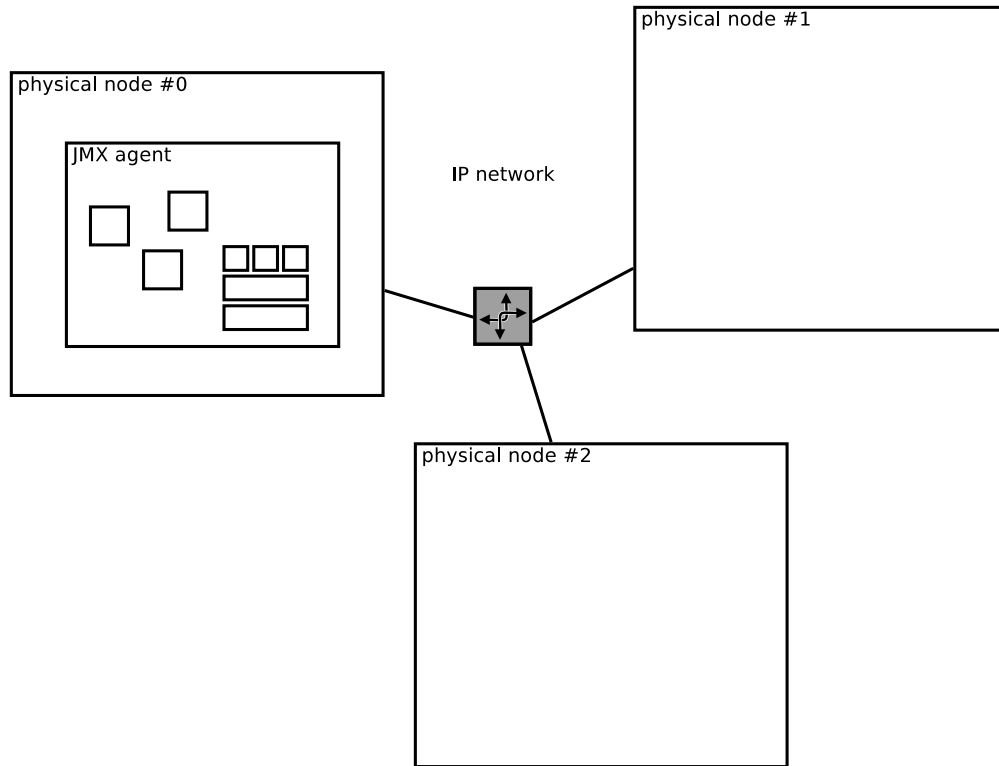 physical node #1
physical node #0
JMX agent
IP network
physical node #2